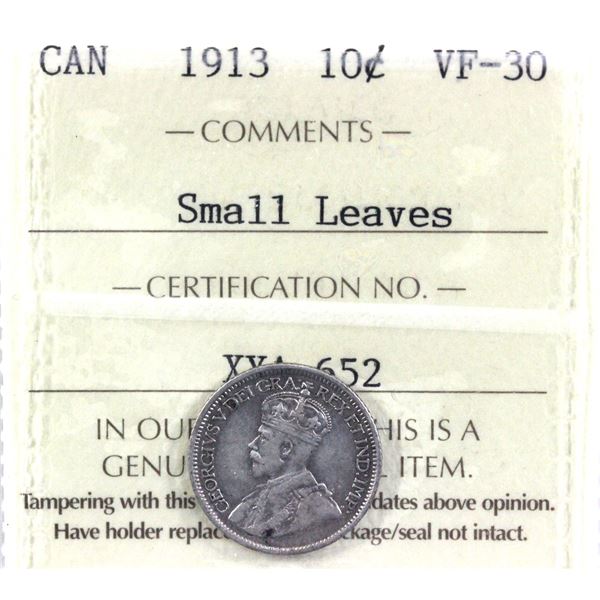 CAN 1913 10¢ VF-30
— COMMENTS —
Small Leaves
— CERTIFICATION NO. —
652
IN IS A
ITEM.
Tampering with this dates above opinion.
Have holder /seal not intact.
GEORGIVS V DEI GRA: REX ET IND:IMP: